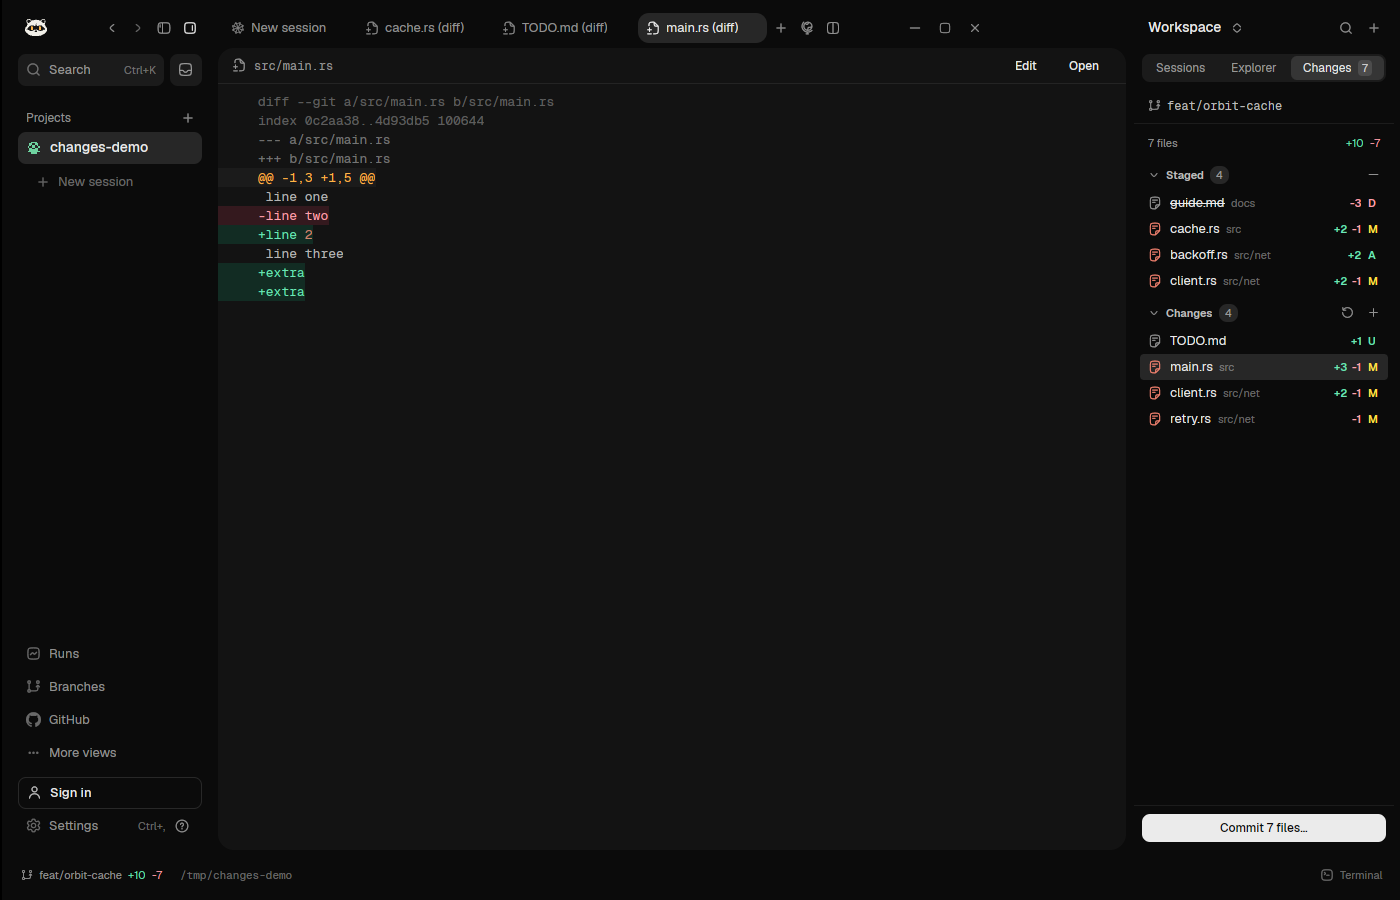 New session
cache.rs (diff)
TODO.md (diff)
main.rs (diff)
Workspace
Search Ctrl+K
Projects
changes-demo
New session
Runs
Branches
GitHub
More views
Sign in
Settings Ctrl+,
src/main.rs
Edit
Open
diff --git a/src/main.rs b/src/main.rs
index 0c2aa38..4d93db5 100644
--- a/src/main.rs
+++ b/src/main.rs
@@ -1,3 +1,5 @@
line one
-line two
+line 2
line three
+extra
+extra
Sessions
Explorer
Changes 7
feat/orbit-cache
7 files +10 -7
Staged 4
guide.md docs -3 D
cache.rs src +2 -1 M
backoff.rs src/net +2 A
client.rs src/net +2 -1 M
Changes 4
TODO.md +1 U
main.rs src +3 -1 M
client.rs src/net +2 -1 M
retry.rs src/net -1 M
Commit 7 files…
feat/orbit-cache +10 -7 /tmp/changes-demo
Terminal